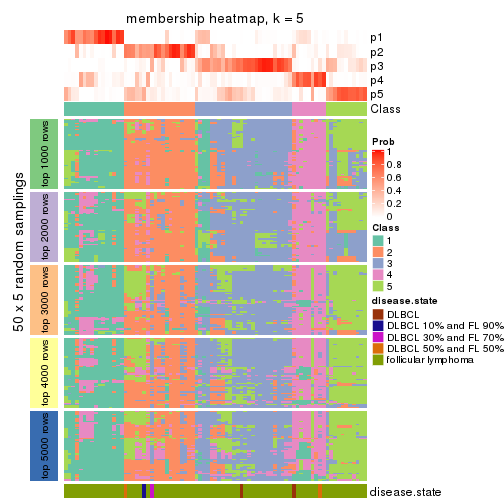 membership heatmap, k = 5
p1
p2
p3
p4
p5
Class
50 x 5 random samplings
top 1000 rows
top 2000 rows
top 3000 rows
top 4000 rows
top 5000 rows
Prob
1
0.8
0.6
0.4
0.2
0
Class
1
2
3
4
5
disease.state
DLBCL
DLBCL 10% and FL 90%
DLBCL 30% and FL 70%
DLBCL 50% and FL 50%
follicular lymphoma
disease.state